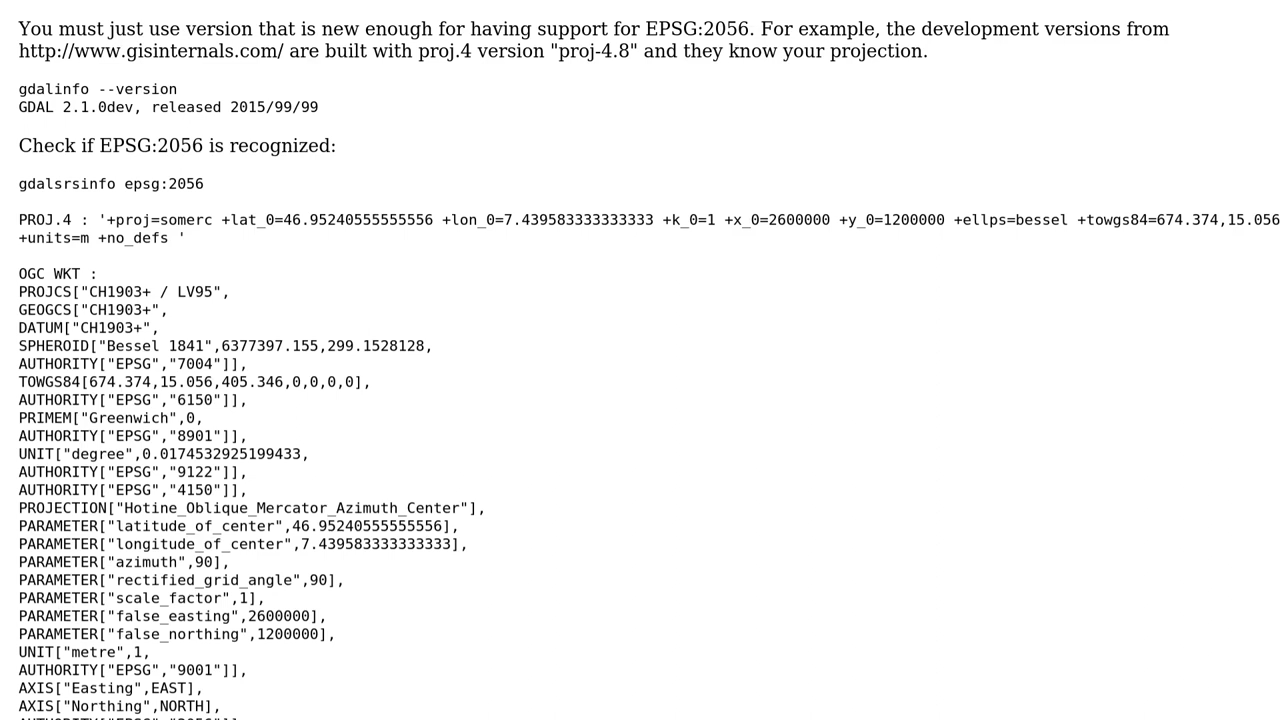 You must just use version that is new enough for having support for EPSG:2056. For example, the development versions from
http://www.gisinternals.com/ are built with proj.4 version "proj-4.8" and they know your projection.
gdalinfo --version
GDAL 2.1.0dev, released 2015/99/99
Check if EPSG:2056 is recognized:
gdalsrsinfo epsg:2056
PROJ.4 : '+proj=somerc +lat_0=46.95240555555556 +lon_0=7.439583333333333 +k_0=1 +x_0=2600000 +y_0=1200000 +ellps=bessel +towgs84=674.374,15.056
+units=m +no_defs '
OGC WKT :
PROJCS["CH1903+ / LV95",
GEOGCS["CH1903+",
DATUM["CH1903+",
SPHEROID["Bessel 1841",6377397.155,299.1528128,
AUTHORITY["EPSG","7004"]],
TOWGS84[674.374,15.056,405.346,0,0,0,0],
AUTHORITY["EPSG","6150"]],
PRIMEM["Greenwich",0,
AUTHORITY["EPSG","8901"]],
UNIT["degree",0.0174532925199433,
AUTHORITY["EPSG","9122"]],
AUTHORITY["EPSG","4150"]],
PROJECTION["Hotine_Oblique_Mercator_Azimuth_Center"],
PARAMETER["latitude_of_center",46.95240555555556],
PARAMETER["longitude_of_center",7.439583333333333],
PARAMETER["azimuth",90],
PARAMETER["rectified_grid_angle",90],
PARAMETER["scale_factor",1],
PARAMETER["false_easting",2600000],
PARAMETER["false_northing",1200000],
UNIT["metre",1,
AUTHORITY["EPSG","9001"]],
AXIS["Easting",EAST],
AXIS["Northing",NORTH],